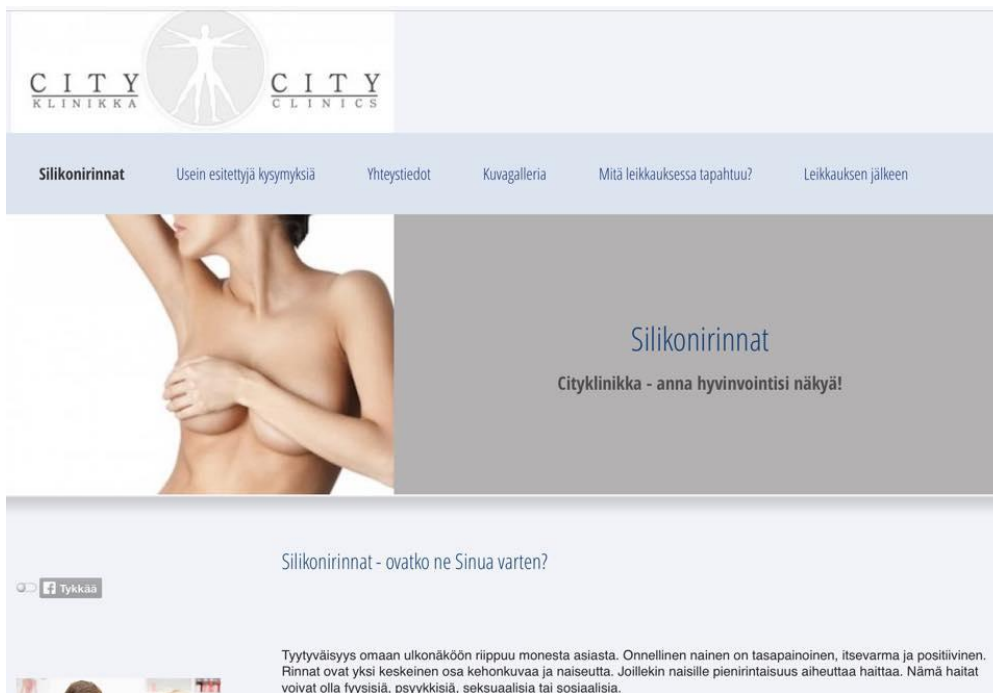 CITY CITY
KLINIKKA CLINICS
Silikonirinnat Usein esitettyjä kysymyksiä Yhteystiedot Kuvagalleria Mitä leikkauksessa tapahtuu? Leikkauksen jälkeen
Silikonirinnat
Cityklinikka - anna hyvinvointisi näkyä!
Silikonirinnat - ovatko ne Sinua varten?
Tykkää
Tyytyväisyys omaan ulkonäköön riippuu monesta asiasta. Onnellinen nainen on tasapainoinen, itsevarma ja positiivinen.
Rinnat ovat yksi keskeinen osa kehonkuvaa ja naiseutta. Joillekin naisille pienirintaisuus aiheuttaa haittaa. Nämä haitat
voivat olla fyysisiä, psyykkisiä, seksuaalisia tai sosiaalisia.